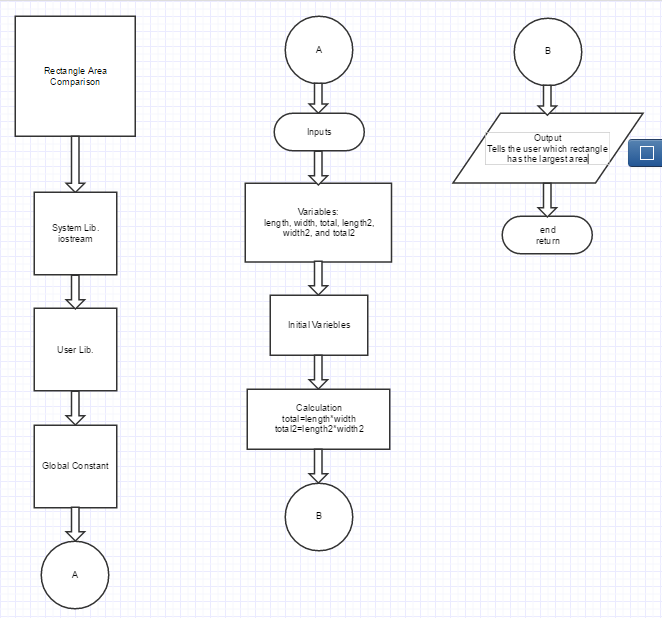 Rectangle Area
Comparison
System Lib.
iostream
User Lib.
Global Constant
A
A
Inputs
Variables:
length, width, total, length2,
width2, and total2
Initial Variebles
Calculation
total=length*width
total2=length2*width2
B
B
Output
Tells the user which rectangle
has the largest area
end
return